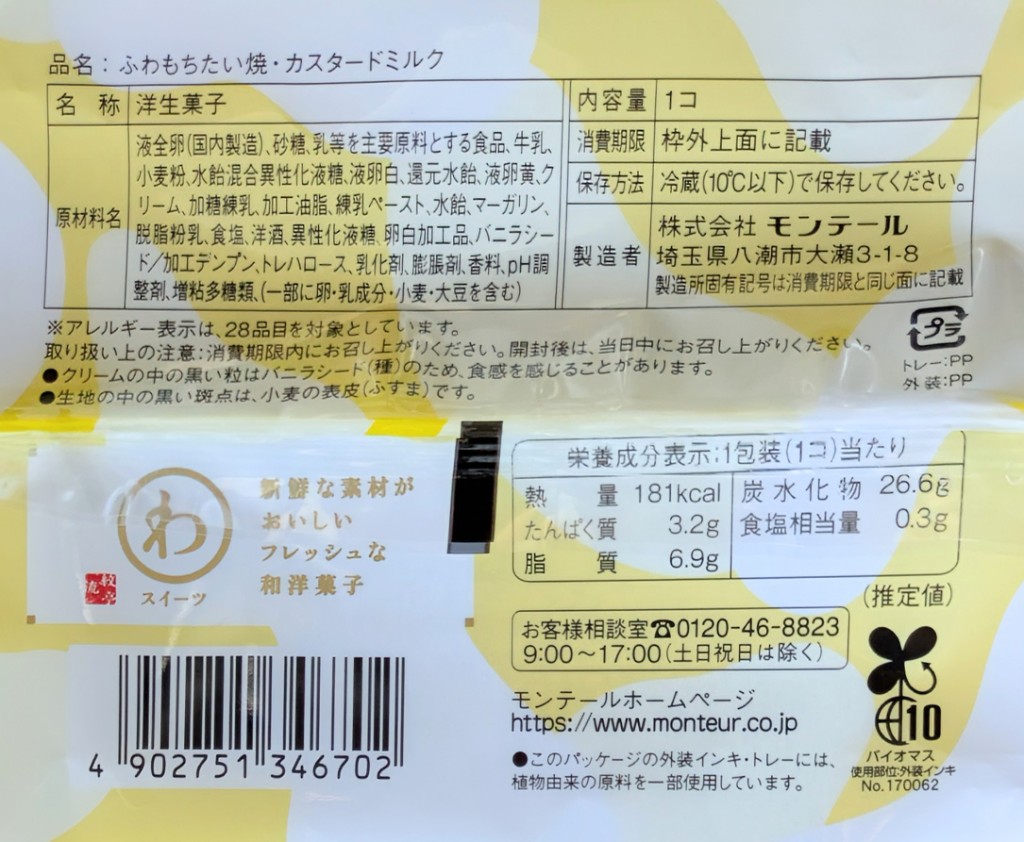 品名：ふわもちたい焼・カスタードミルク
名称 洋生菓子
原材料名
液全卵(国内製造)、砂糖、乳等を主要原料とする食品、牛乳、
小麦粉、水飴混合異性化液糖、液卵白、還元水飴、液卵黄、ク
リーム、加糖練乳、加工油脂、練乳ペースト、水飴、マーガリン、
脱脂粉乳、食塩、洋酒、異性化液糖、卵白加工品、バニラシー
ド／加工デンプン、トレハロース、乳化剤、膨脹剤、香料、pH調
整剤、増粘多糖類、(一部に卵・乳成分・小麦・大豆を含む)
内容量 1コ
消費期限 枠外上面に記載
保存方法 冷蔵(10℃以下)で保存してください。
製造者
株式会社 モンテール
埼玉県八潮市大瀬3-1-8
製造所固有記号は消費期限と同じ面に記載
※アレルギー表示は、28品目を対象としています。
取り扱い上の注意：消費期限内にお召し上がりください。開封後は、当日中にお召し上がりください。
●クリームの中の黒い粒はバニラシード(種)のため、食感を感じることがあります。
●生地の中の黒い斑点は、小麦の表皮(ふすま)です。
プラ
トレー：PP
外装：PP
わ
スイーツ
新鮮な素材が
おいしい
フレッシュな
和洋菓子
栄養成分表示：1包装(1コ)当たり
熱量 181kcal
たんぱく質 3.2g
脂質 6.9g
炭水化物 26.6g
食塩相当量 0.3g
(推定値)
お客様相談室☎0120-46-8823
9:00～17:00(土日祝日は除く)
モンテールホームページ
https://www.monteur.co.jp
●このパッケージの外装インキ・トレーには、
植物由来の原料を一部使用しています。
10
バイオマス
使用部位:外装インキ
No.170062
4 902751 346702